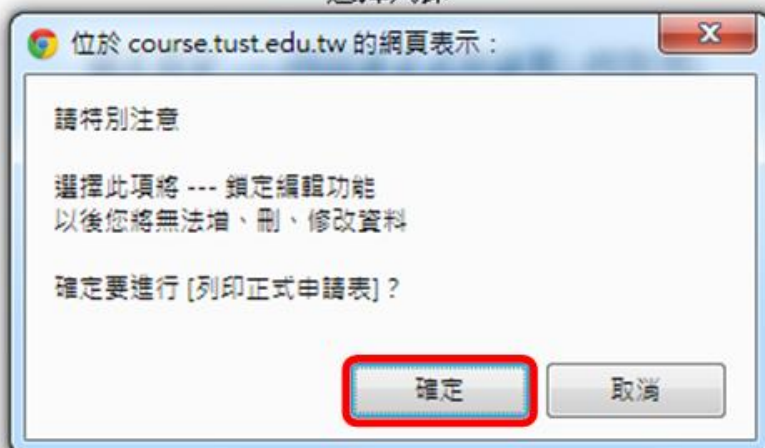 位於 course.tust.edu.tw 的網頁表示：
請特別注意
選擇此項將 --- 鎖定編輯功能
以後您將無法增、刪、修改資料
確定要進行 [列印正式申請表]？
確定
取消